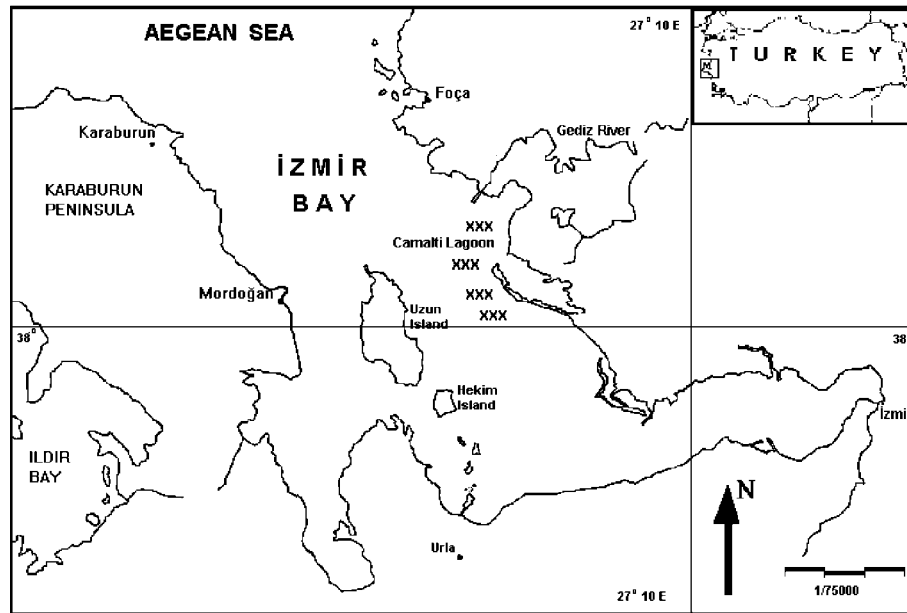 AEGEAN SEA
27° 10 E
TURKEY
M
Foça
Karaburun
Gediz River
İZMİR
BAY
KARABURUN
PENINSULA
XXX
Camalti Lagoon
XXX
Mordoğan
XXX
Uzun
Island
XXX
38°
38
Hekim
Island
İzmi
ILDIR
BAY
N
Urla
27° 10 E
1/75000